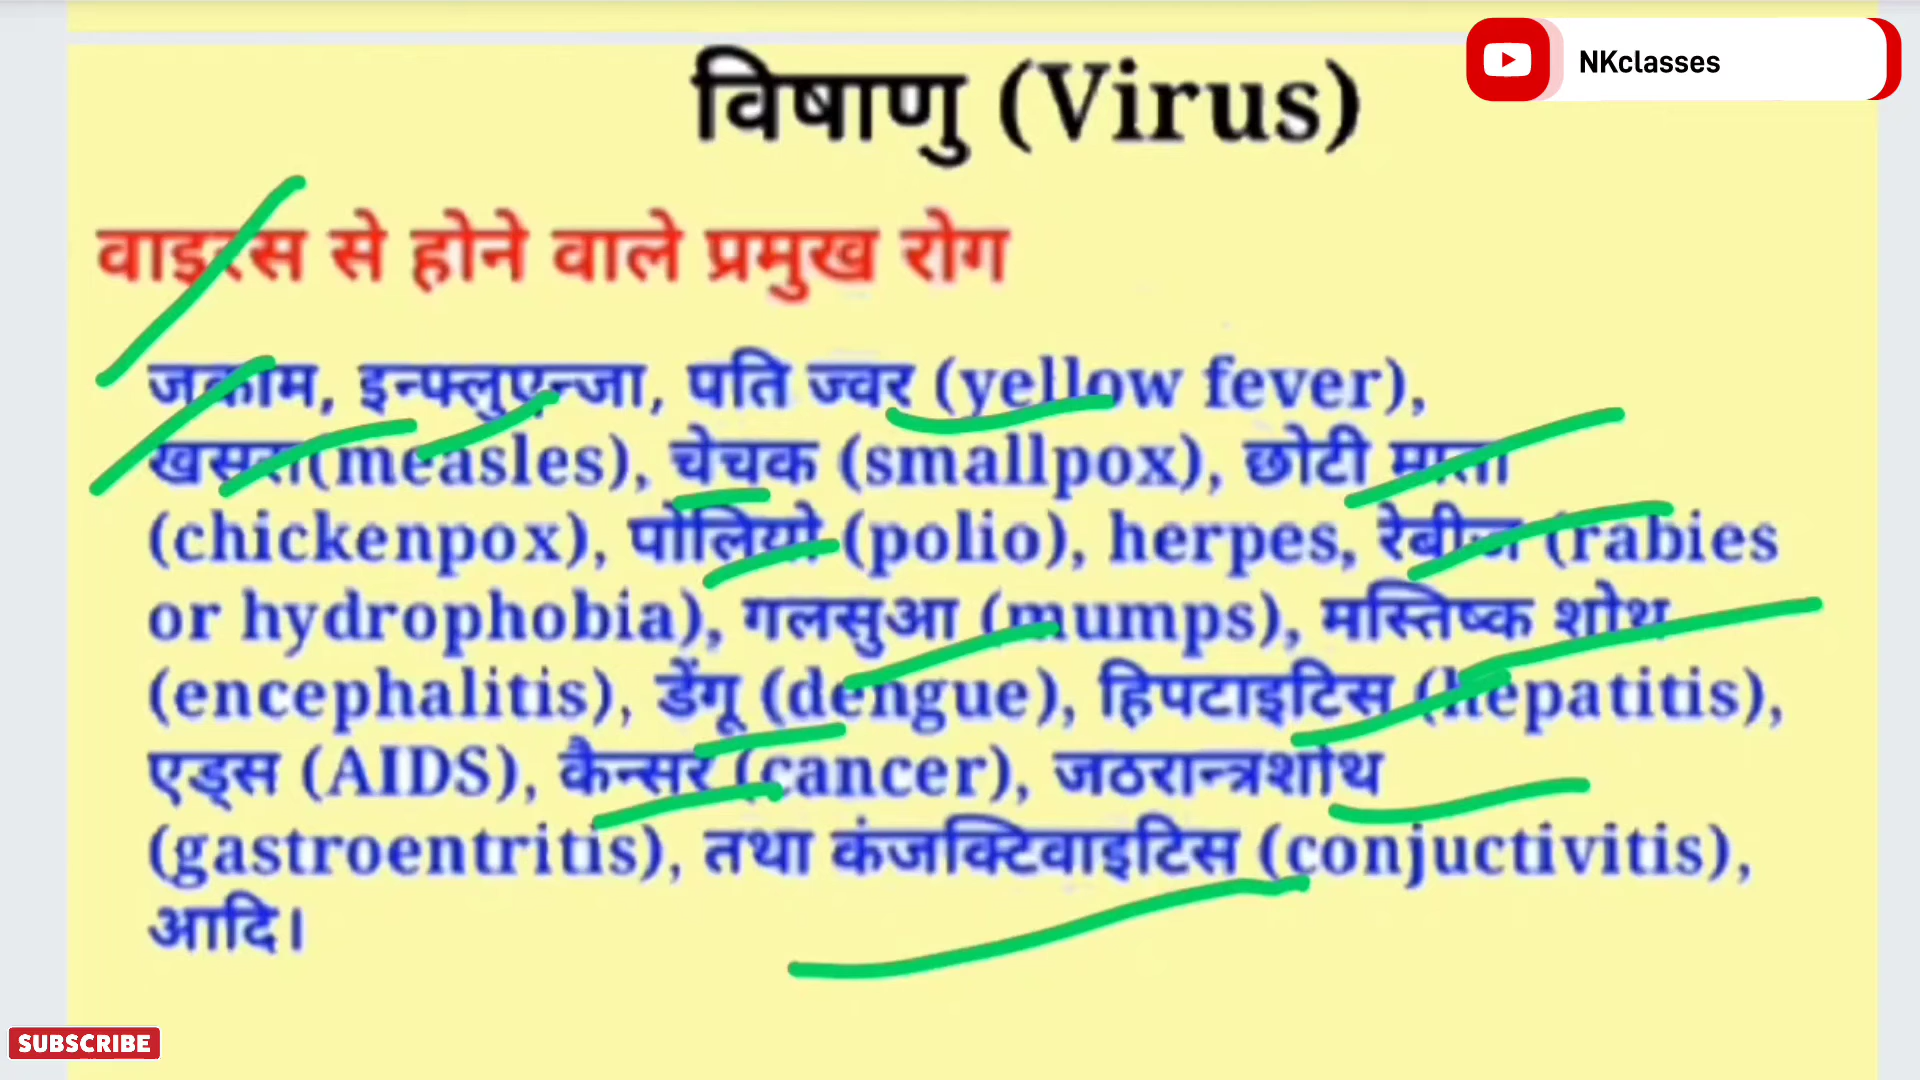 NKclasses
विषाणु (Virus)
वाइरस से होने वाले प्रमुख रोग
जकाम, इन्फ्लुएन्जा, पति ज्वर (yellow fever),
खसरा(measles), चेचक (smallpox), छोटी माता
(chickenpox), पोलियो (polio), herpes, रेबीज (rabies
or hydrophobia), गलसुआ (mumps), मस्तिष्क शोथ
(encephalitis), डेंगू (dengue), हिपटाइटिस (hepatitis),
एड्स (AIDS), कैन्सर (cancer), जठरान्त्रशोथ
(gastroentritis), तथा कंजक्टिवाइटिस (conjuctivitis),
आदि।
SUBSCRIBE